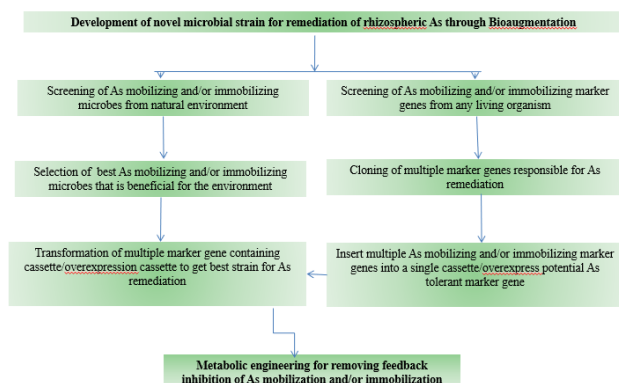 Development of novel microbial strain for remediation of rhizospheric As through Bioaugmentation
Screening of As mobilizing and/or immobilizing
microbes from natural environment
Screening of As mobilizing and/or immobilizing marker
genes from any living organism
Selection of best As mobilizing and/or immobilizing
microbes that is beneficial for the environment
Cloning of multiple marker genes responsible for As
remediation
Transformation of multiple marker gene containing
cassette/overexpression cassette to get best strain for As
remediation
Insert multiple As mobilizing and/or immobilizing marker
genes into a single cassette/overexpress potential As
tolerant marker gene
Metabolic engineering for removing feedback
inhibition of As mobilization and/or immobilization